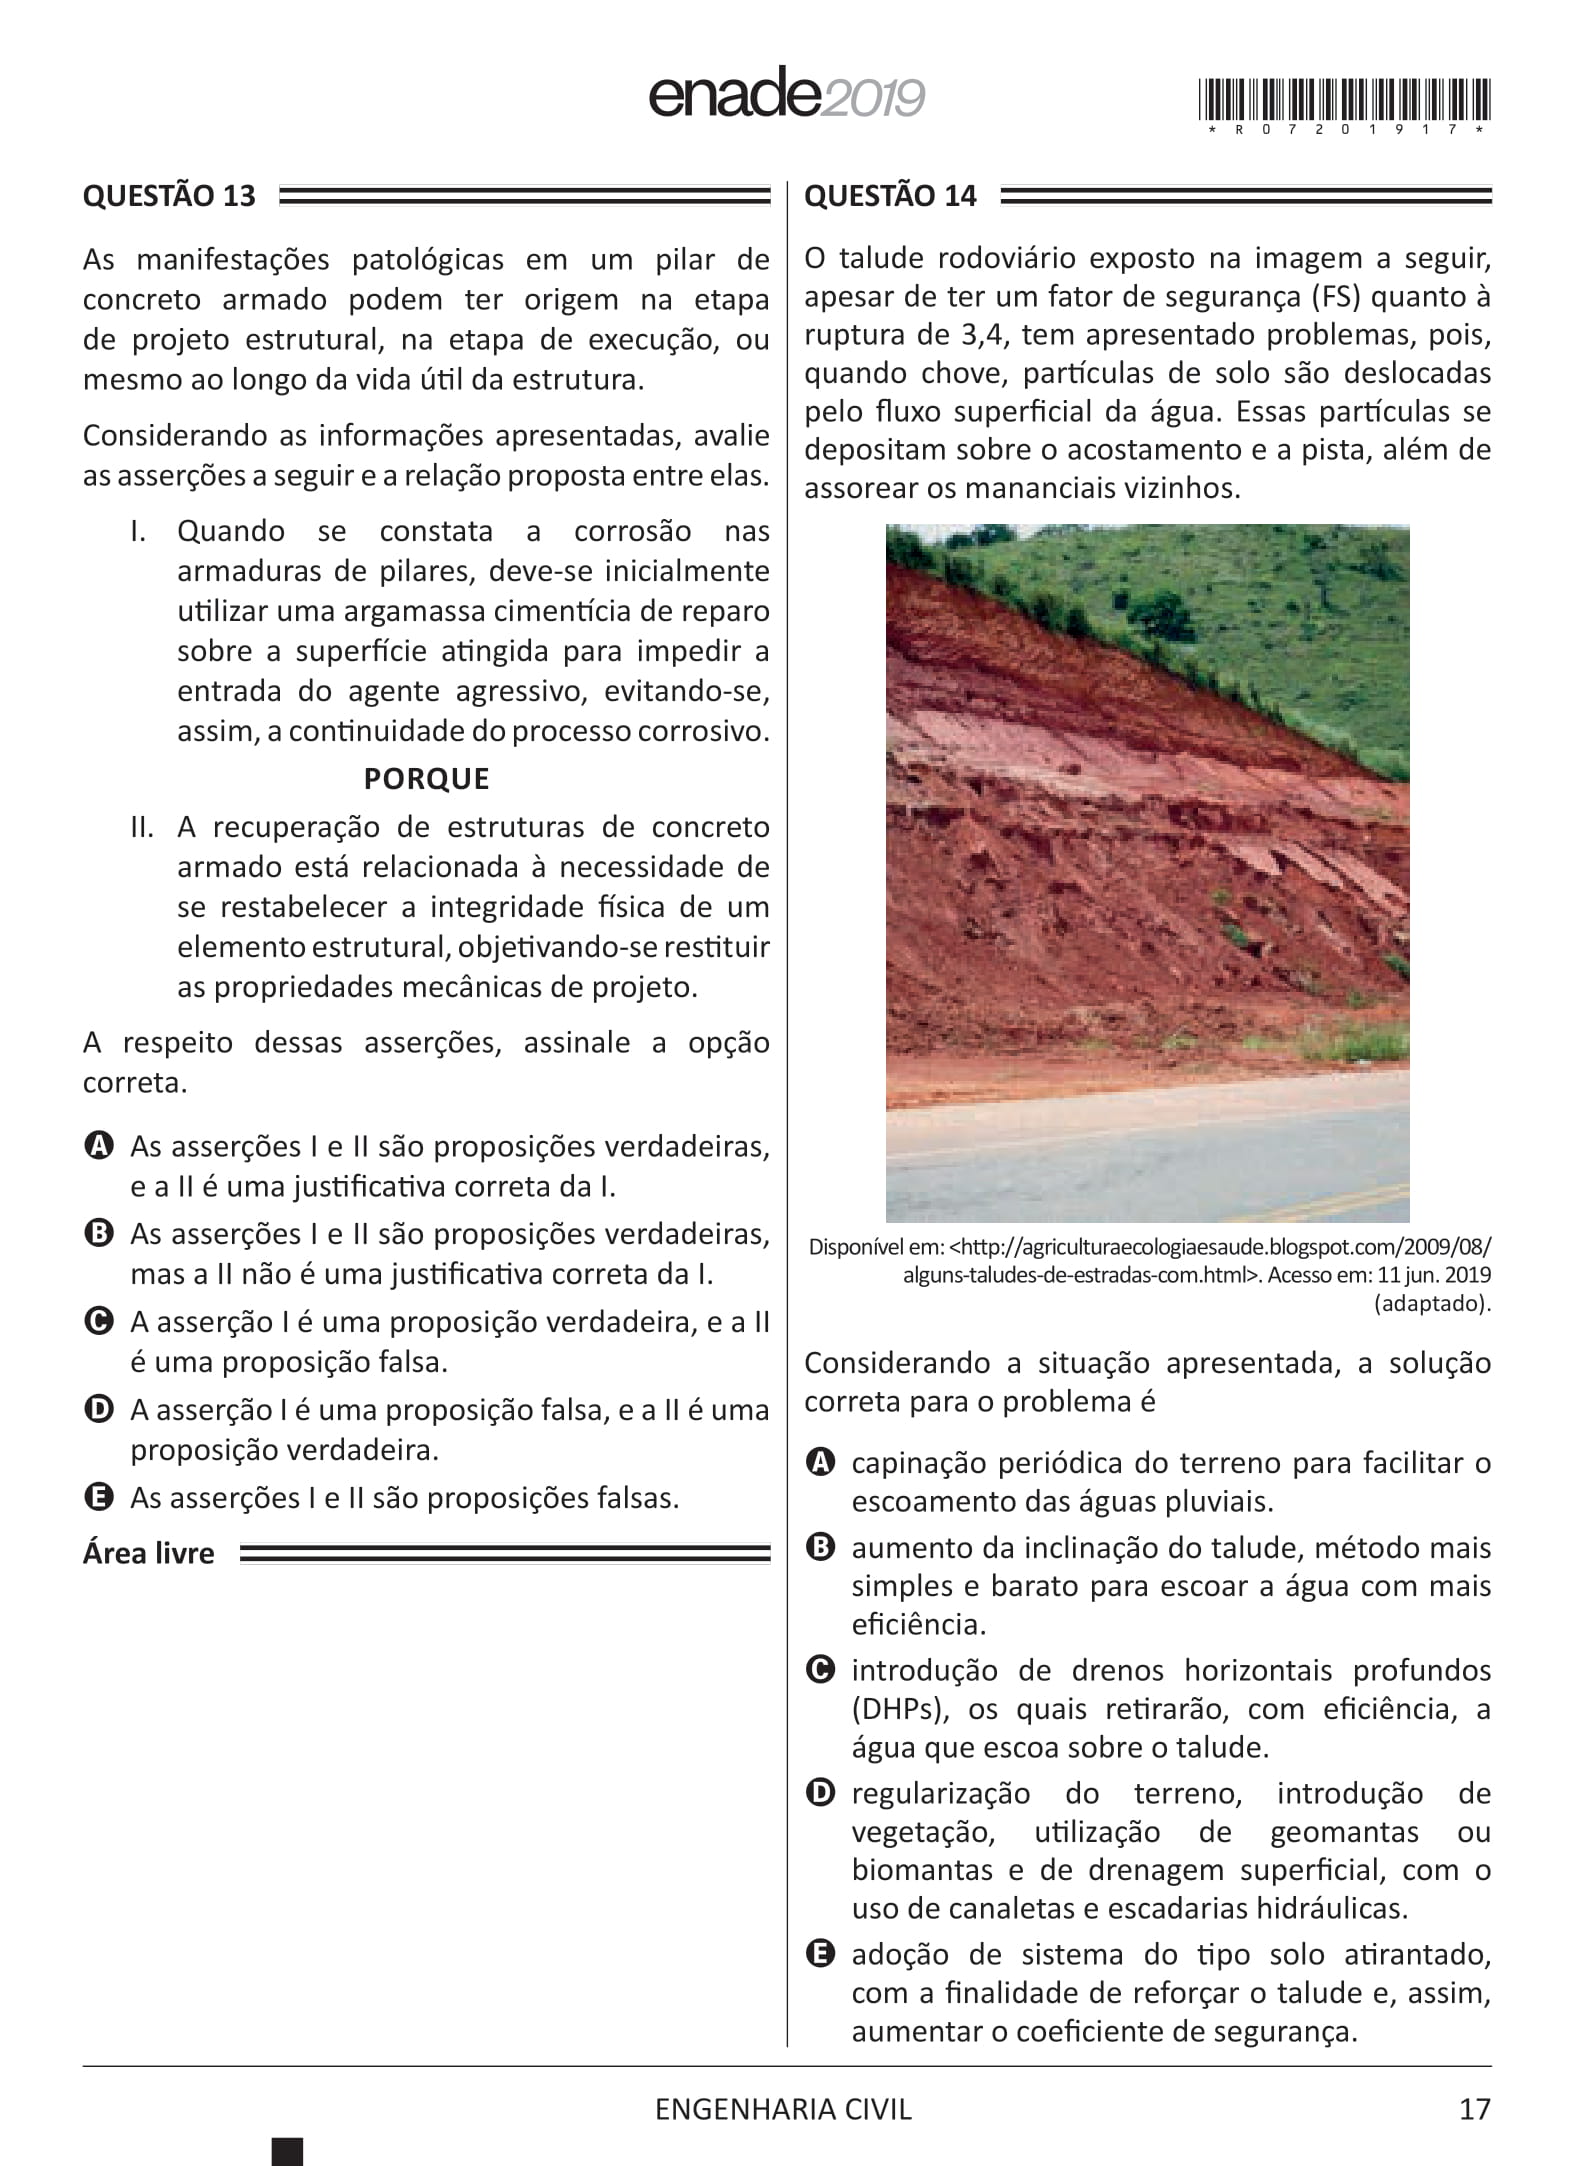 enade2019
*R07201917*
QUESTÃO 13
As manifestações patológicas em um pilar de
concreto armado podem ter origem na etapa
de projeto estrutural, na etapa de execução, ou
mesmo ao longo da vida útil da estrutura.
Considerando as informações apresentadas, avalie
as asserções a seguir e a relação proposta entre elas.
I. Quando se constata a corrosão nas
armaduras de pilares, deve-se inicialmente
utilizar uma argamassa cimentícia de reparo
sobre a superfície atingida para impedir a
entrada do agente agressivo, evitando-se,
assim, a continuidade do processo corrosivo.
PORQUE
II. A recuperação de estruturas de concreto
armado está relacionada à necessidade de
se restabelecer a integridade física de um
elemento estrutural, objetivando-se restituir
as propriedades mecânicas de projeto.
A respeito dessas asserções, assinale a opção
correta.
A As asserções I e II são proposições verdadeiras,
e a II é uma justificativa correta da I.
B As asserções I e II são proposições verdadeiras,
mas a II não é uma justificativa correta da I.
C A asserção I é uma proposição verdadeira, e a II
é uma proposição falsa.
D A asserção I é uma proposição falsa, e a II é uma
proposição verdadeira.
E As asserções I e II são proposições falsas.
Área livre
QUESTÃO 14
O talude rodoviário exposto na imagem a seguir,
apesar de ter um fator de segurança (FS) quanto à
ruptura de 3,4, tem apresentado problemas, pois,
quando chove, partículas de solo são deslocadas
pelo fluxo superficial da água. Essas partículas se
depositam sobre o acostamento e a pista, além de
assorear os mananciais vizinhos.
Disponível em: <http://agriculturaecologiaesaude.blogspot.com/2009/08/
alguns-taludes-de-estradas-com.html>. Acesso em: 11 jun. 2019
(adaptado).
Considerando a situação apresentada, a solução
correta para o problema é
A capinação periódica do terreno para facilitar o
escoamento das águas pluviais.
B aumento da inclinação do talude, método mais
simples e barato para escoar a água com mais
eficiência.
C introdução de drenos horizontais profundos
(DHPs), os quais retirarão, com eficiência, a
água que escoa sobre o talude.
D regularização do terreno, introdução de
vegetação, utilização de geomantas ou
biomantas e de drenagem superficial, com o
uso de canaletas e escadarias hidráulicas.
E adoção de sistema do tipo solo atirantado,
com a finalidade de reforçar o talude e, assim,
aumentar o coeficiente de segurança.
ENGENHARIA CIVIL
17